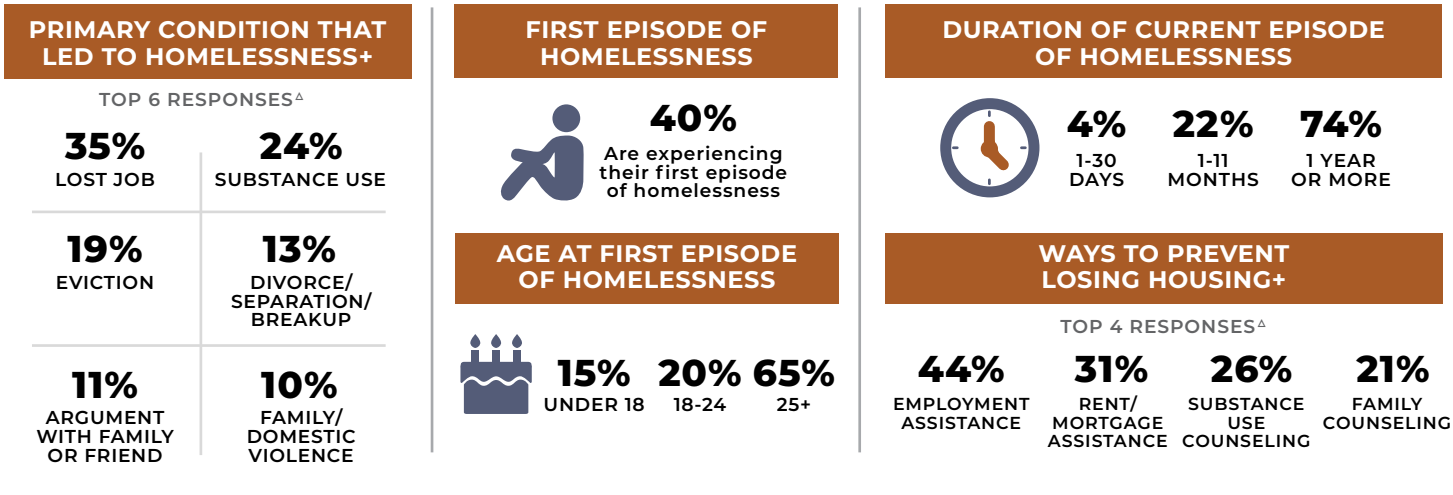 PRIMARY CONDITION THAT
LED TO HOMELESSNESS+
TOP 6 RESPONSES△
35%
LOST JOB
24%
SUBSTANCE USE
19%
EVICTION
13%
DIVORCE/
SEPARATION/
BREAKUP
11%
ARGUMENT
WITH FAMILY
OR FRIEND
10%
FAMILY/
DOMESTIC
VIOLENCE
FIRST EPISODE OF
HOMELESSNESS
40%
Are experiencing
their first episode
of homelessness
AGE AT FIRST EPISODE
OF HOMELESSNESS
15%
UNDER 18
20%
18-24
65%
25+
DURATION OF CURRENT EPISODE
OF HOMELESSNESS
4%
1-30
DAYS
22%
1-11
MONTHS
74%
1 YEAR
OR MORE
WAYS TO PREVENT
LOSING HOUSING+
TOP 4 RESPONSES△
44%
EMPLOYMENT
ASSISTANCE
31%
RENT/
MORTGAGE
ASSISTANCE
26%
SUBSTANCE
USE
COUNSELING
21%
FAMILY
COUNSELING